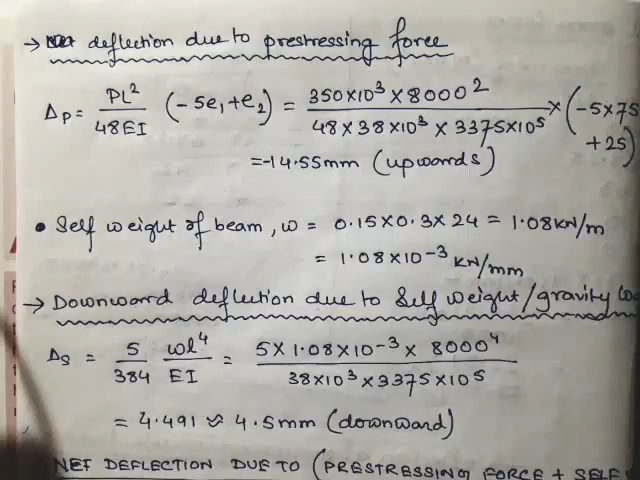 → deflection due to prestressing force
Δp = PL²/48EI (-5e₁+e₂) = 350×10³×8000²/48×38×10³×3375×10⁵ × (-5×75
+25)
= -14.55mm (upwards)
• Self weight of beam, w = 0.15×0.3×24 = 1.08KN/m
= 1.08×10⁻³ KN/mm
→ Downward deflection due to Self weight/gravity
Δs = 5/384 wl⁴/EI = 5×1.08×10⁻³×8000⁴/38×10³×3375×10⁵
= 4.491 ≈ 4.5mm (downward)
NET DEFLECTION DUE TO (PRESTRESSING FORCE + SELF